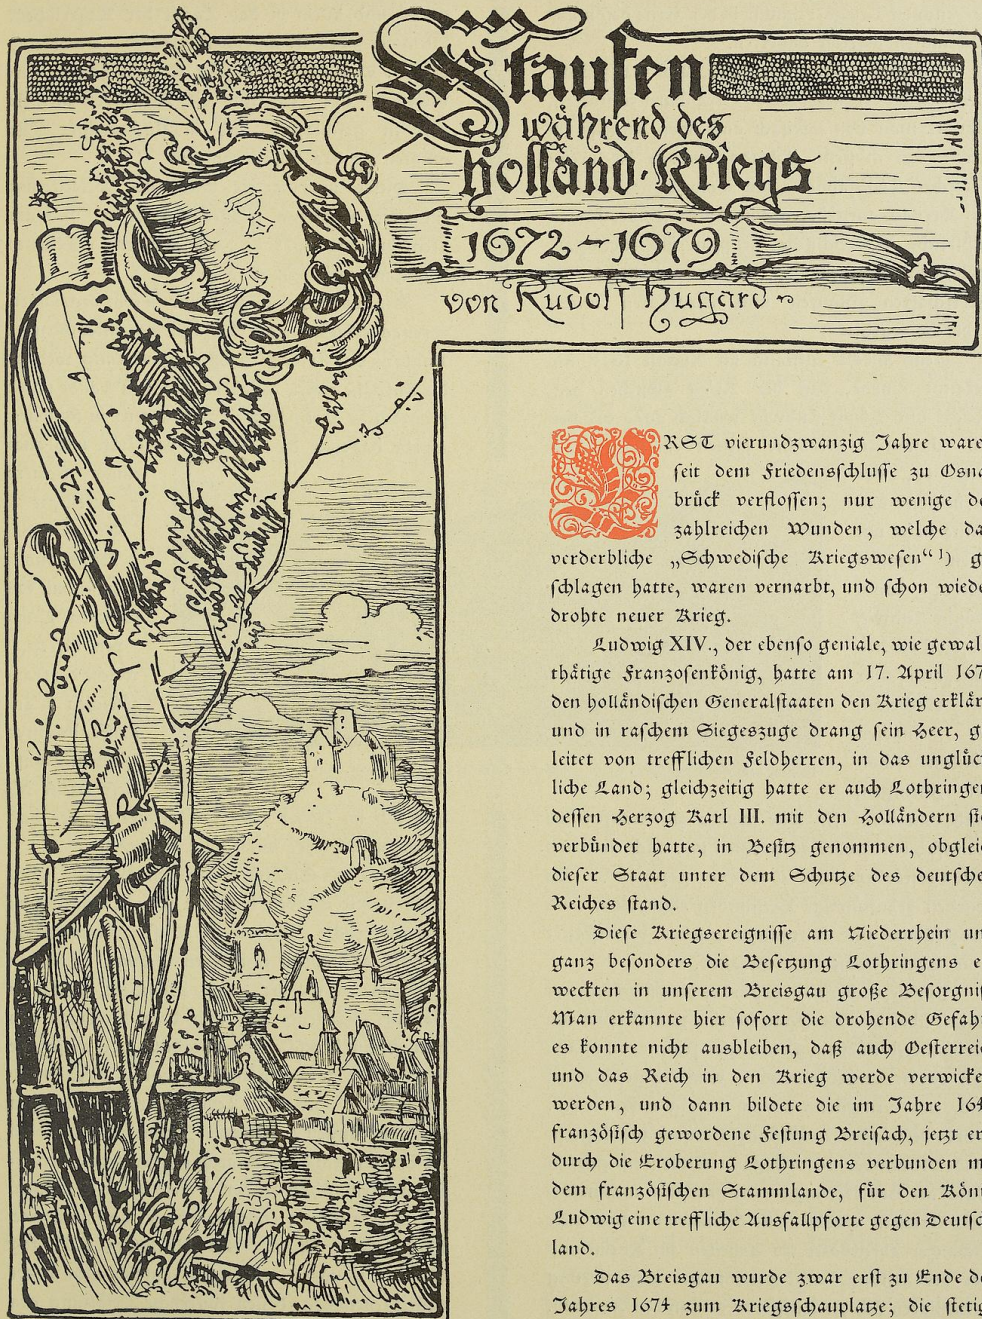 Staufen
während des
Holland-Kriegs
1672-1679
von Rudolf Hugard
ERST vierundzwanzig Jahre ware
seit dem Friedensschlusse zu Osna
brück verflossen; nur wenige de
zahlreichen Wunden, welche da
verderbliche „Schwedische Kriegswesen“ 1) g
schlagen hatte, waren vernarbt, und schon wiede
drohte neuer Krieg.
Ludwig XIV., der ebenso geniale, wie gewal
thätige Franzosenkönig, hatte am 17. April 167
den holländischen Generalstaaten den Krieg erklär
und in raschem Siegeszuge drang sein Heer, g
leitet von trefflichen Feldherren, in das unglück
liche Land; gleichzeitig hatte er auch Lothringen
dessen Herzog Karl III. mit den Holländern si
verbündet hatte, in Besitz genommen, obglei
dieser Staat unter dem Schutze des deutsche
Reiches stand.
Diese Kriegsereignisse am Niederrhein un
ganz besonders die Besetzung Lothringens e
weckten in unserem Breisgau große Besorgnis
Man erkannte hier sofort die drohende Gefah
es konnte nicht ausbleiben, daß auch Oesterreic
und das Reich in den Krieg werde verwicke
werden, und dann bildete die im Jahre 164
französisch gewordene Festung Breisach, jetzt er
durch die Eroberung Lothringens verbunden m
dem französischen Stammlande, für den Köni
Ludwig eine treffliche Ausfallpforte gegen Deutsc
land.
Das Breisgau wurde zwar erst zu Ende de
Jahres 1674 zum Kriegsschauplatze; die stetig